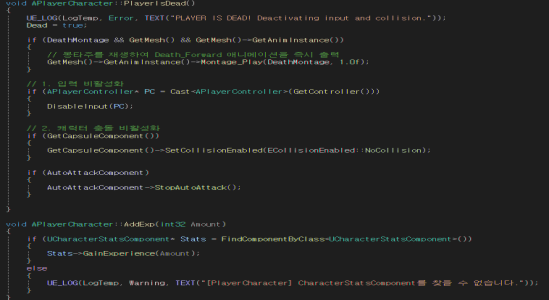 void APlayerCharacter::PlayerIsDead()
{
    UE_LOG(LogTemp, Error, TEXT("PLAYER IS DEAD! Deactivating input and collision."));
    Dead = true;

    if (DeathMontage && GetMesh() && GetMesh()->GetAnimInstance())
    {
        // 몽타주를 재생하여 Death_Forward 애니메이션을 즉시 출력
        GetMesh()->GetAnimInstance()->Montage_Play(DeathMontage, 1.0f);
    }

    // 1. 입력 비활성화
    if (APlayerController* PC = Cast<APlayerController>(GetController()))
    {
        DisableInput(PC);
    }

    // 2. 캐릭터 충돌 비활성화
    if (GetCapsuleComponent())
    {
        GetCapsuleComponent()->SetCollisionEnabled(ECollisionEnabled::NoCollision);
    }

    if (AutoAttackComponent)
    {
        AutoAttackComponent->StopAutoAttack();
    }

}

void APlayerCharacter::AddExp(int32 Amount)
{
    if (UCharacterStatsComponent* Stats = FindComponentByClass<UCharacterStatsComponent>())
    {
        Stats->GainExperience(Amount);
    }
    else
        UE_LOG(LogTemp, Warning, TEXT("[PlayerCharacter] CharacterStatsComponent를 찾을 수 없습니다."));
}